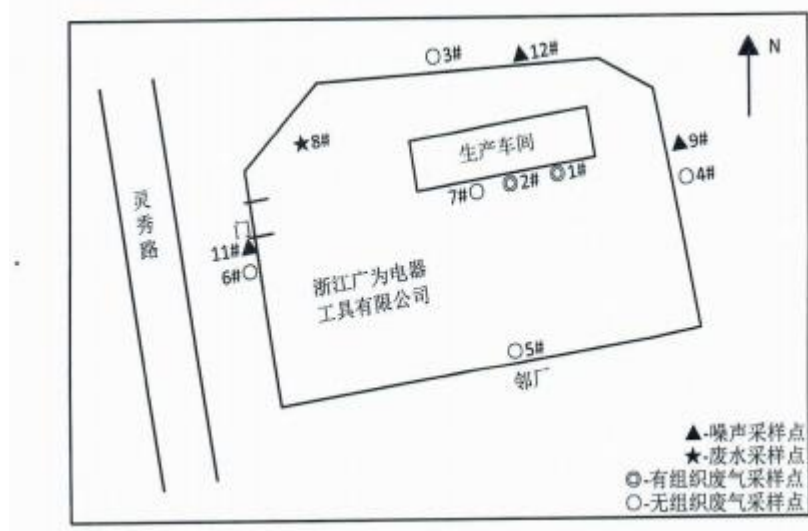 ○3# ▲12#
N
★8#
▲9#
生产车间
○4#
7#○ ◎2# ◎1#
灵秀路
门
11#▲
6#○
浙江广为电器
工具有限公司
○5#
邻厂
▲-噪声采样点
★-废水采样点
◎-有组织废气采样点
○-无组织废气采样点